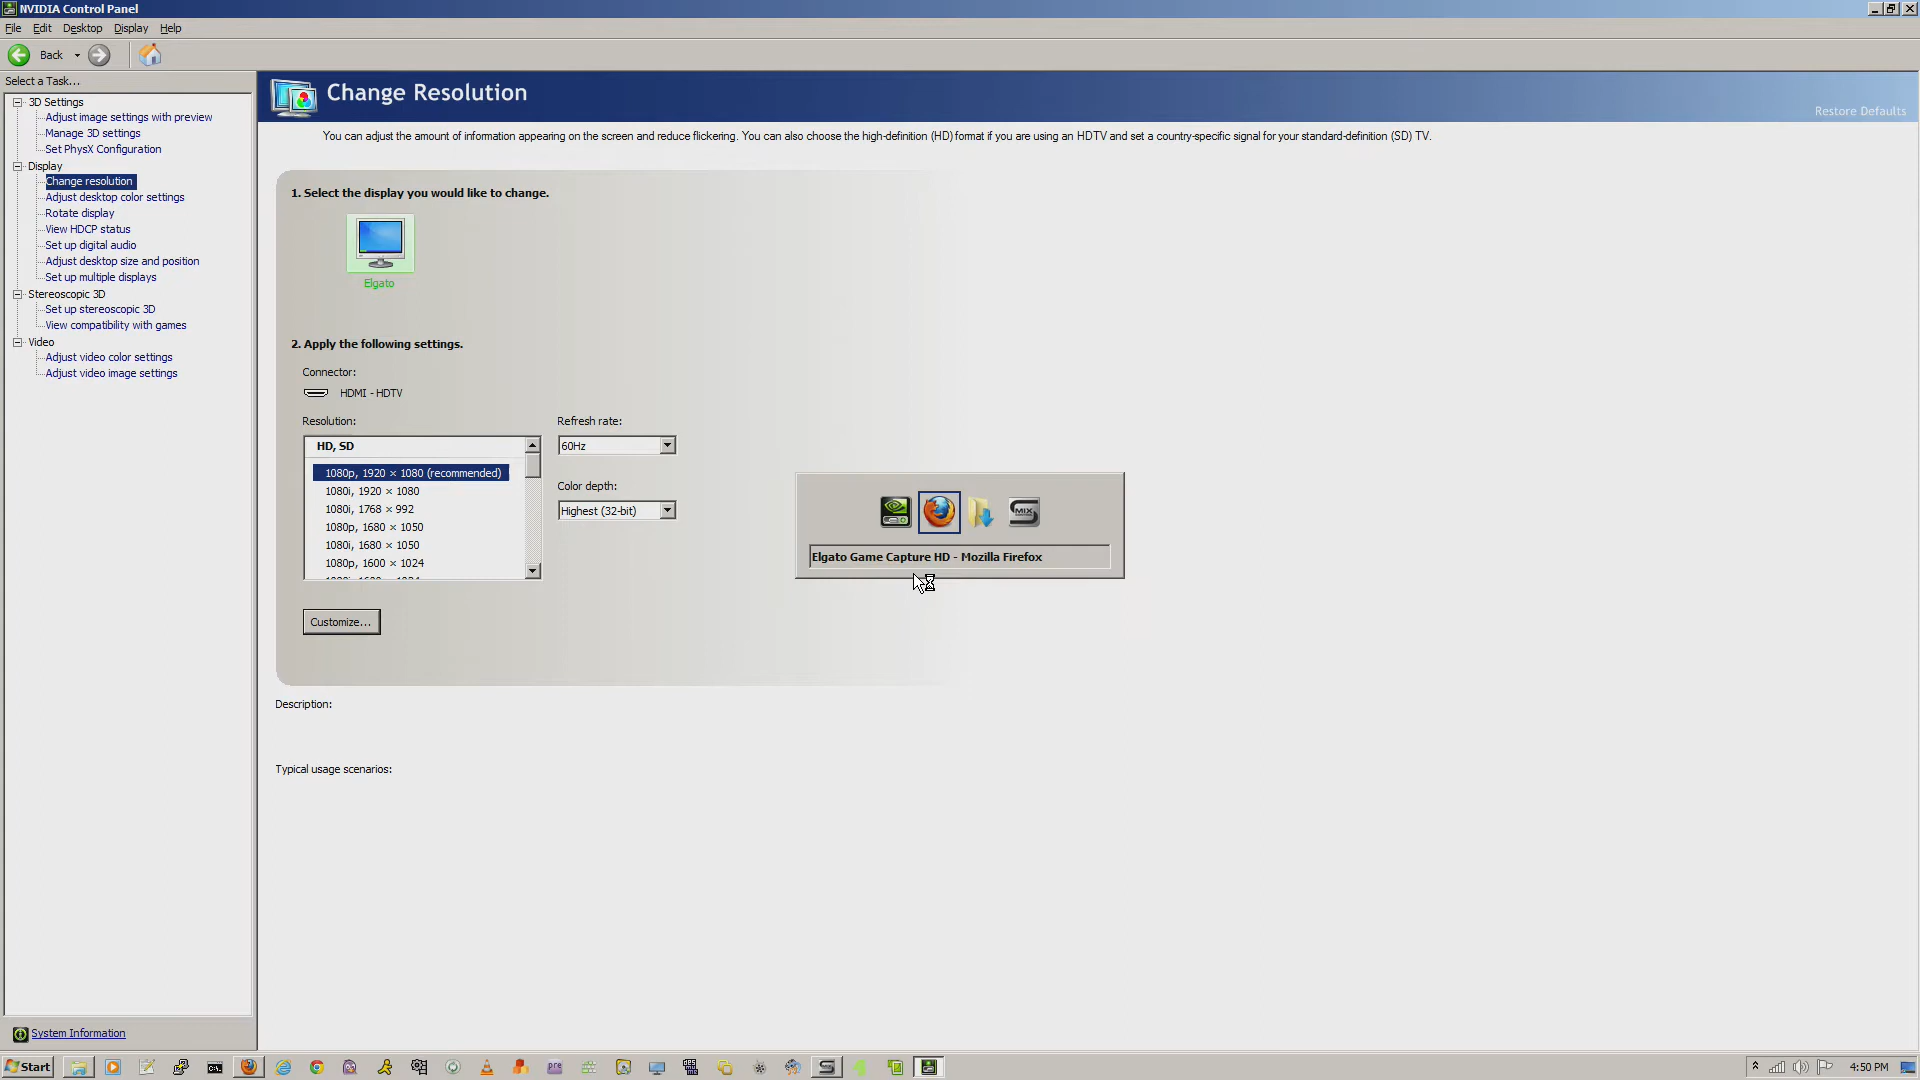 NVIDIA Control Panel
File Edit Desktop Display Help
Back
Select a Task...
3D Settings
Adjust image settings with preview
Manage 3D settings
Set PhysX Configuration
Display
Change resolution
Adjust desktop color settings
Rotate display
View HDCP status
Set up digital audio
Adjust desktop size and position
Set up multiple displays
Stereoscopic 3D
Set up stereoscopic 3D
View compatibility with games
Video
Adjust video color settings
Adjust video image settings
System Information
Change Resolution
Restore Defaults
You can adjust the amount of information appearing on the screen and reduce flickering. You can also choose the high-definition (HD) format if you are using an HDTV and set a country-specific signal for your standard-definition (SD) TV.
1. Select the display you would like to change.
Elgato
2. Apply the following settings.
Connector:
HDMI - HDTV
Resolution:
HD, SD
1080p, 1920 × 1080 (recommended)
1080i, 1920 × 1080
1080i, 1768 × 992
1080p, 1680 × 1050
1080i, 1680 × 1050
1080p, 1600 × 1024
Refresh rate:
60Hz
Color depth:
Highest (32-bit)
Customize...
MIX
Elgato Game Capture HD - Mozilla Firefox
Description:
Typical usage scenarios:
Start
pre
4:50 PM